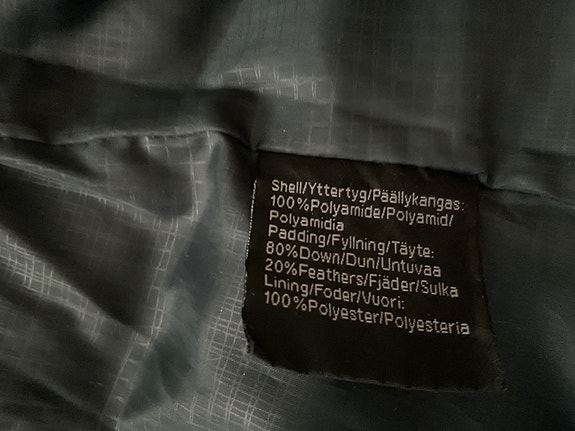 Shell/Yttertyg/Päällykangas:
100%Polyamide/Polyamid/
Polyamidia
Padding/Fyllning/Täyte:
80%Down/Dun/Untuvaa
20%Feathers/Fjäder/Sulka
Lining/Foder/Vuori:
100%Polyester/Polyesteria